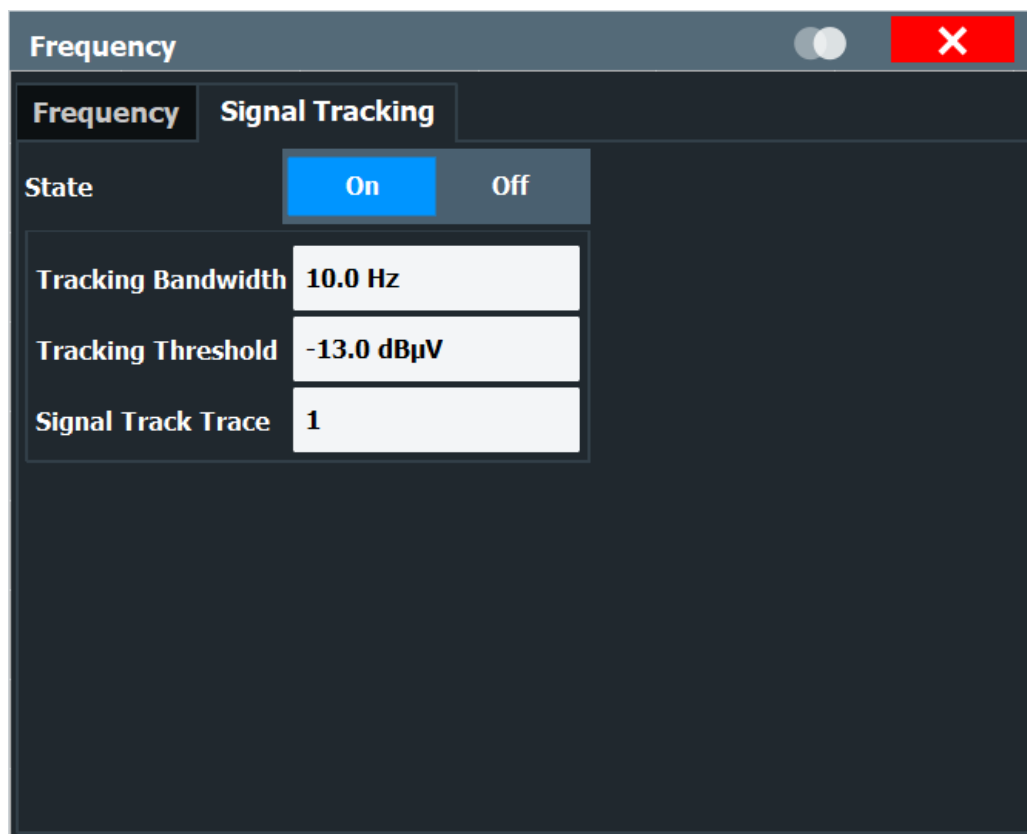 Frequency
Frequency Signal Tracking
State On Off
Tracking Bandwidth 10.0 Hz
Tracking Threshold -13.0 dBµV
Signal Track Trace 1